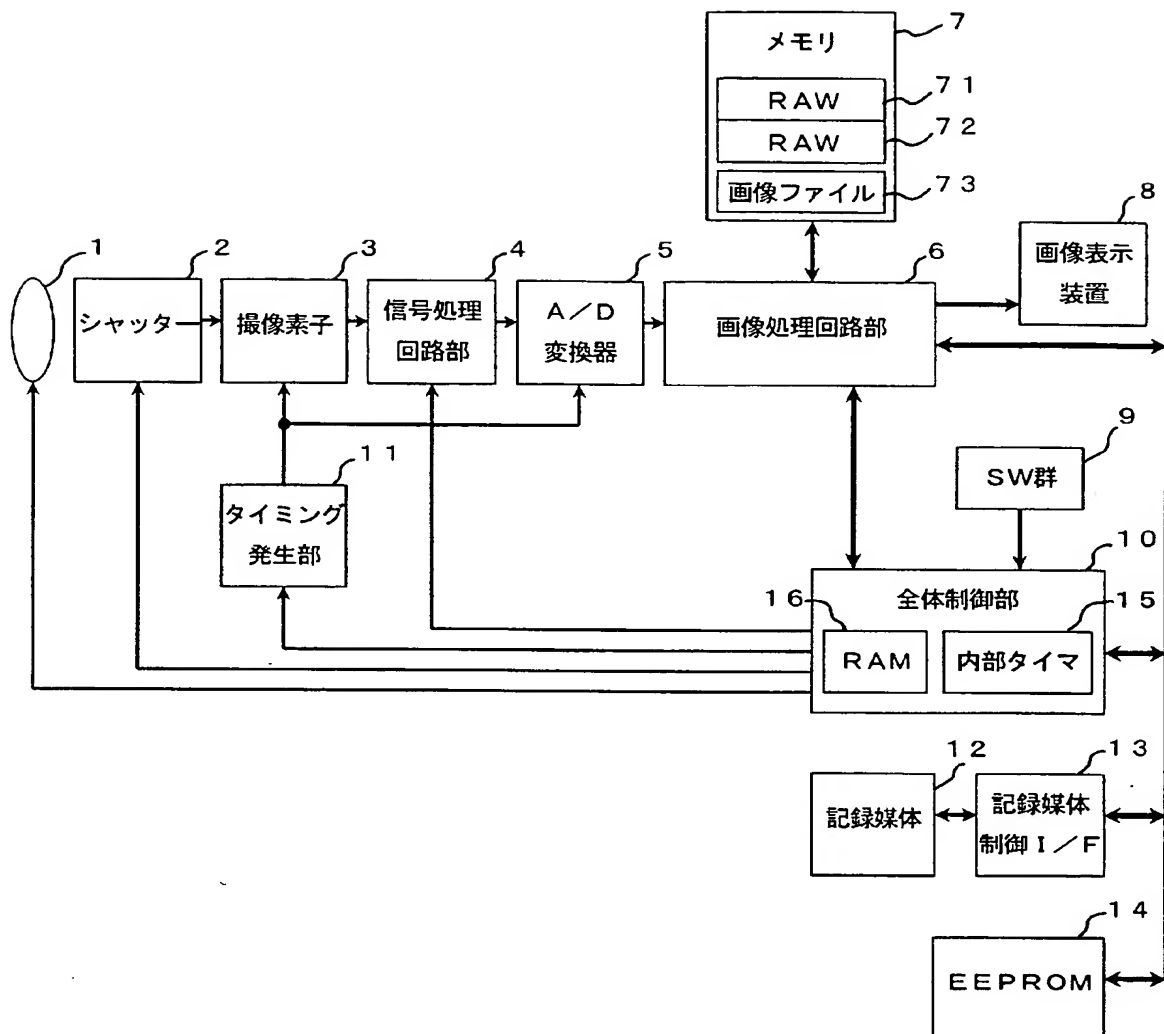 7
メモリ
71
RAW
72
RAW
73
画像ファイル
8
画像表示
装置
1
2
シャッター
3
撮像素子
4
信号処理
回路部
5
A/D
変換器
6
画像処理回路部
9
SW群
11
タイミング
発生部
10
全体制御部
16
RAM
15
内部タイマ
12
記録媒体
13
記録媒体
制御I/F
14
EEPROM